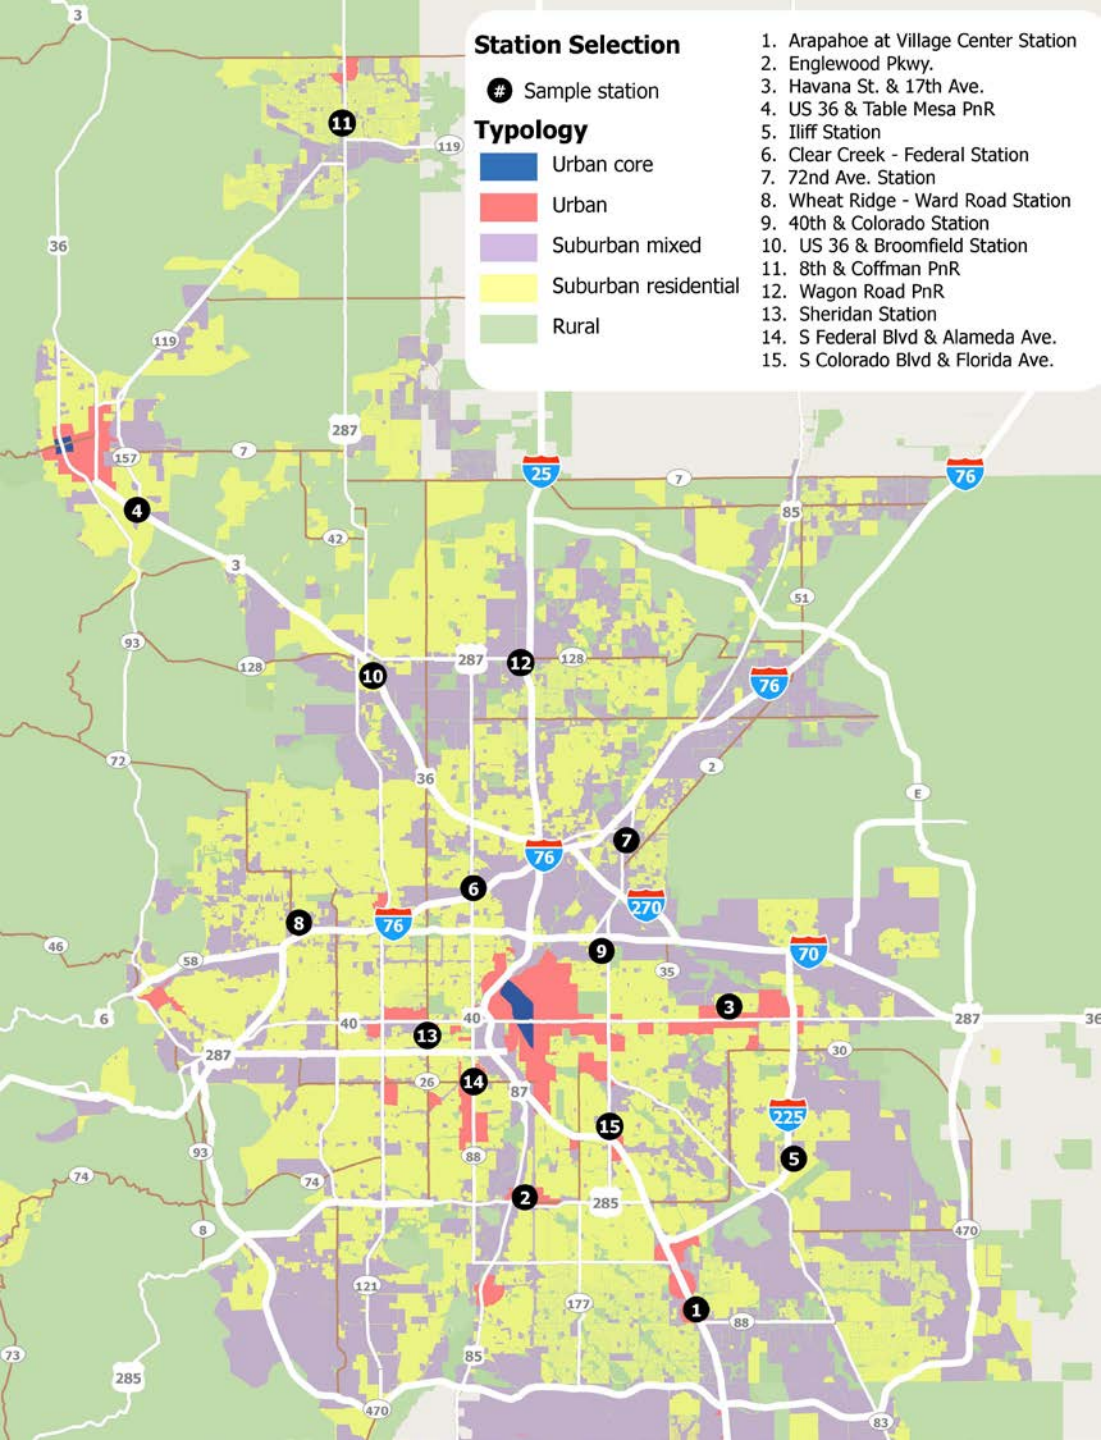 Station Selection
# Sample station
Typology
Urban core
Urban
Suburban mixed
Suburban residential
Rural
1. Arapahoe at Village Center Station
2. Englewood Pkwy.
3. Havana St. & 17th Ave.
4. US 36 & Table Mesa PnR
5. Iliff Station
6. Clear Creek - Federal Station
7. 72nd Ave. Station
8. Wheat Ridge - Ward Road Station
9. 40th & Colorado Station
10. US 36 & Broomfield Station
11. 8th & Coffman PnR
12. Wagon Road PnR
13. Sheridan Station
14. S Federal Blvd & Alameda Ave.
15. S Colorado Blvd & Florida Ave.
3
11
119
36
119
287
7
157
25
7
76
4
85
42
3
51
93
128
287
12
128
10
76
72
2
36
E
7
76
6
270
8
76
46
9
70
58
35
3
6
40
40
287
36
13
287
30
26
14
87
225
15
93
88
5
74
74
2
285
8
470
121
177
1
88
73
85
285
470
83